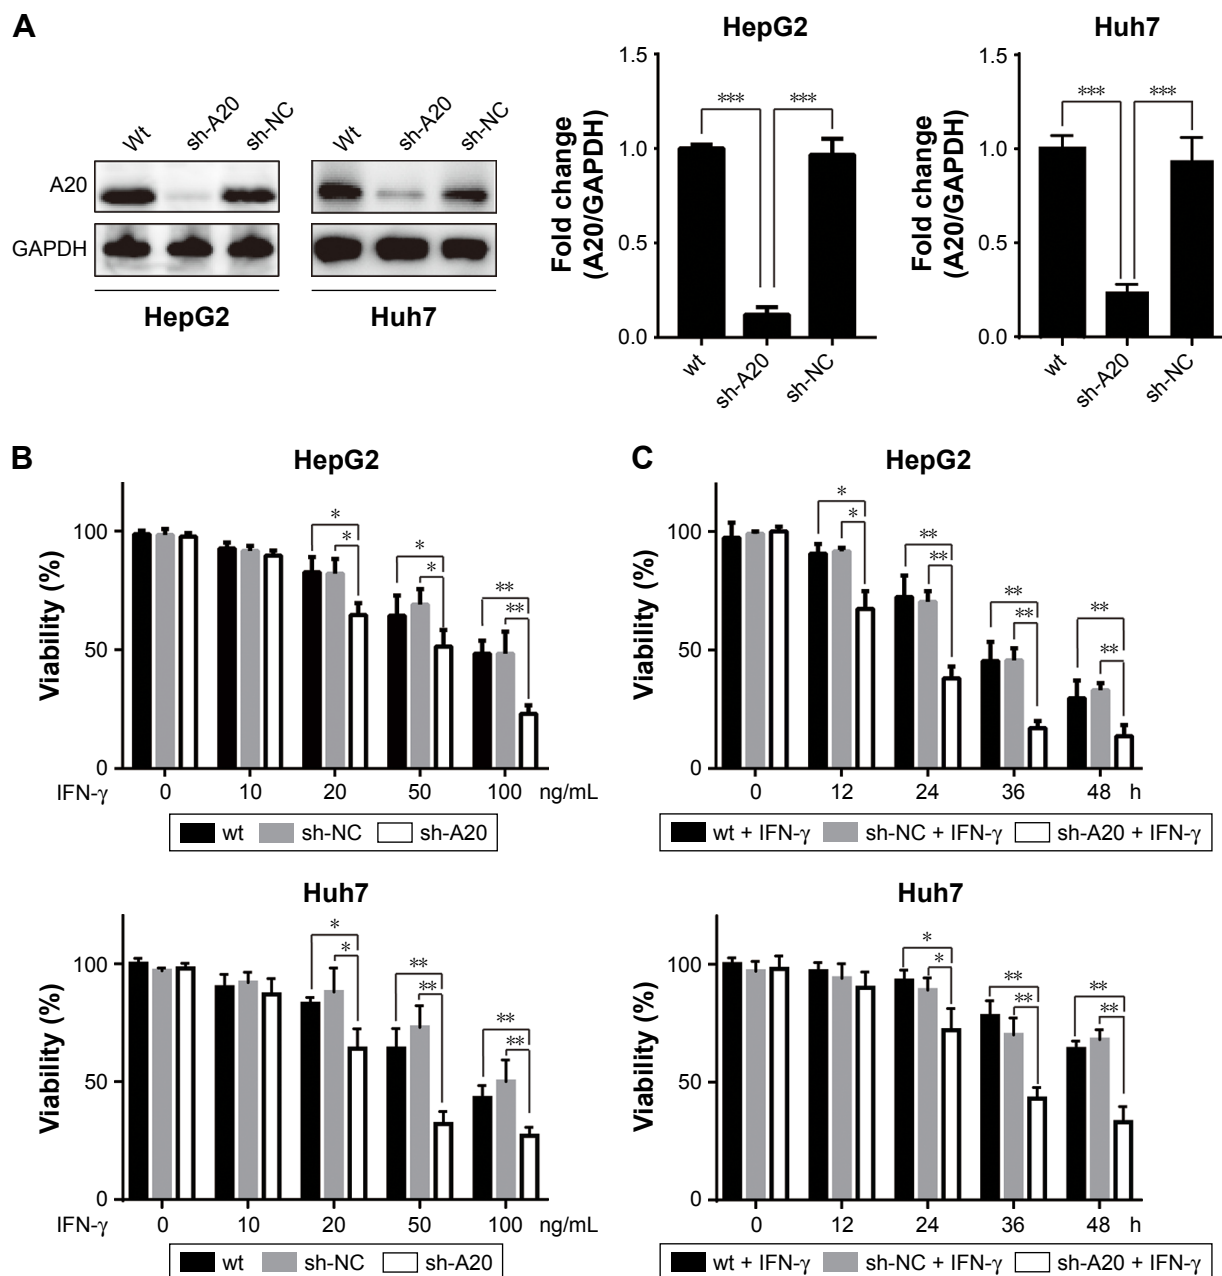 A
Wt sh-A20 sh-NC Wt sh-A20 sh-NC
A20
GAPDH
HepG2 Huh7
HepG2
Fold change
(A20/GAPDH)
1.5
1.0
0.5
0.0
*** ***
wt sh-A20 sh-NC
Huh7
Fold change
(A20/GAPDH)
1.5
1.0
0.5
0.0
*** ***
wt sh-A20 sh-NC
B
HepG2
Viability (%)
100
50
0
* * * * ** **
IFN-γ 0 10 20 50 100 ng/mL
wt sh-NC sh-A20
Huh7
Viability (%)
100
50
0
* * ** ** ** **
IFN-γ 0 10 20 50 100 ng/mL
wt sh-NC sh-A20
C
HepG2
Viability (%)
100
50
0
* * ** ** ** ** ** **
0 12 24 36 48 h
wt + IFN-γ sh-NC + IFN-γ sh-A20 + IFN-γ
Huh7
Viability (%)
100
50
0
* * ** ** ** **
0 12 24 36 48 h
wt + IFN-γ sh-NC + IFN-γ sh-A20 + IFN-γ